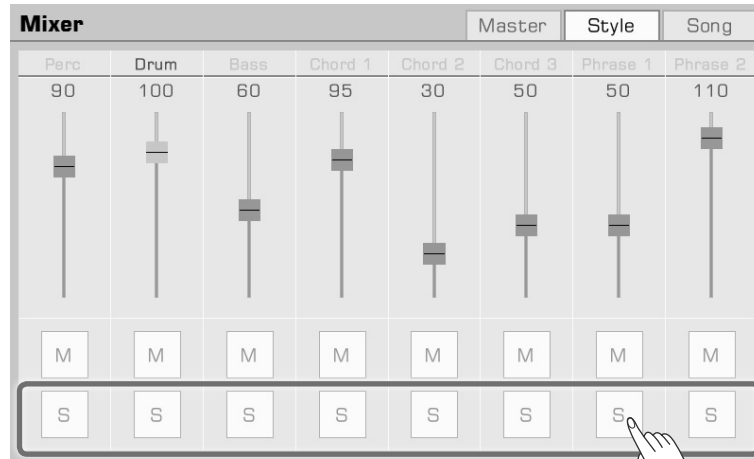 Mixer Master Style Song
Perc Drum Bass Chord 1 Chord 2 Chord 3 Phrase 1 Phrase 2
90 100 60 95 30 50 50 110
M M M M M M M M
S S S S S S S S